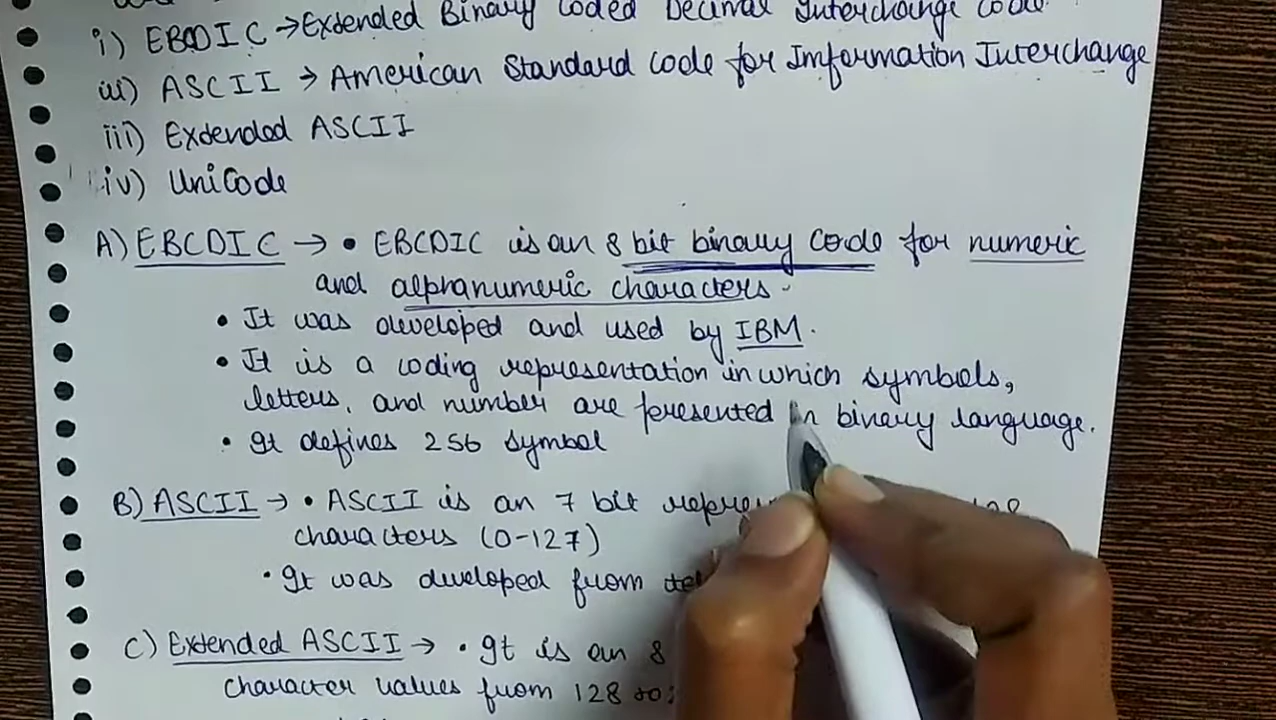 i) EBCDIC → Extended Binary Coded Decimal Interchange Code
ii) ASCII → American Standard Code for Information Interchange
iii) Extended ASCII
iv) UniCode
A) EBCDIC → • EBCDIC is an 8 bit binary code for numeric
and alphanumeric characters.
• It was developed and used by IBM.
• It is a coding representation in which symbols,
letters, and number are presented in binary language.
• It defines 256 symbol
B) ASCII → • ASCII is an 7 bit
characters (0-127)
• It was developed from
C) Extended ASCII → • It is an 8
character values from 128 to